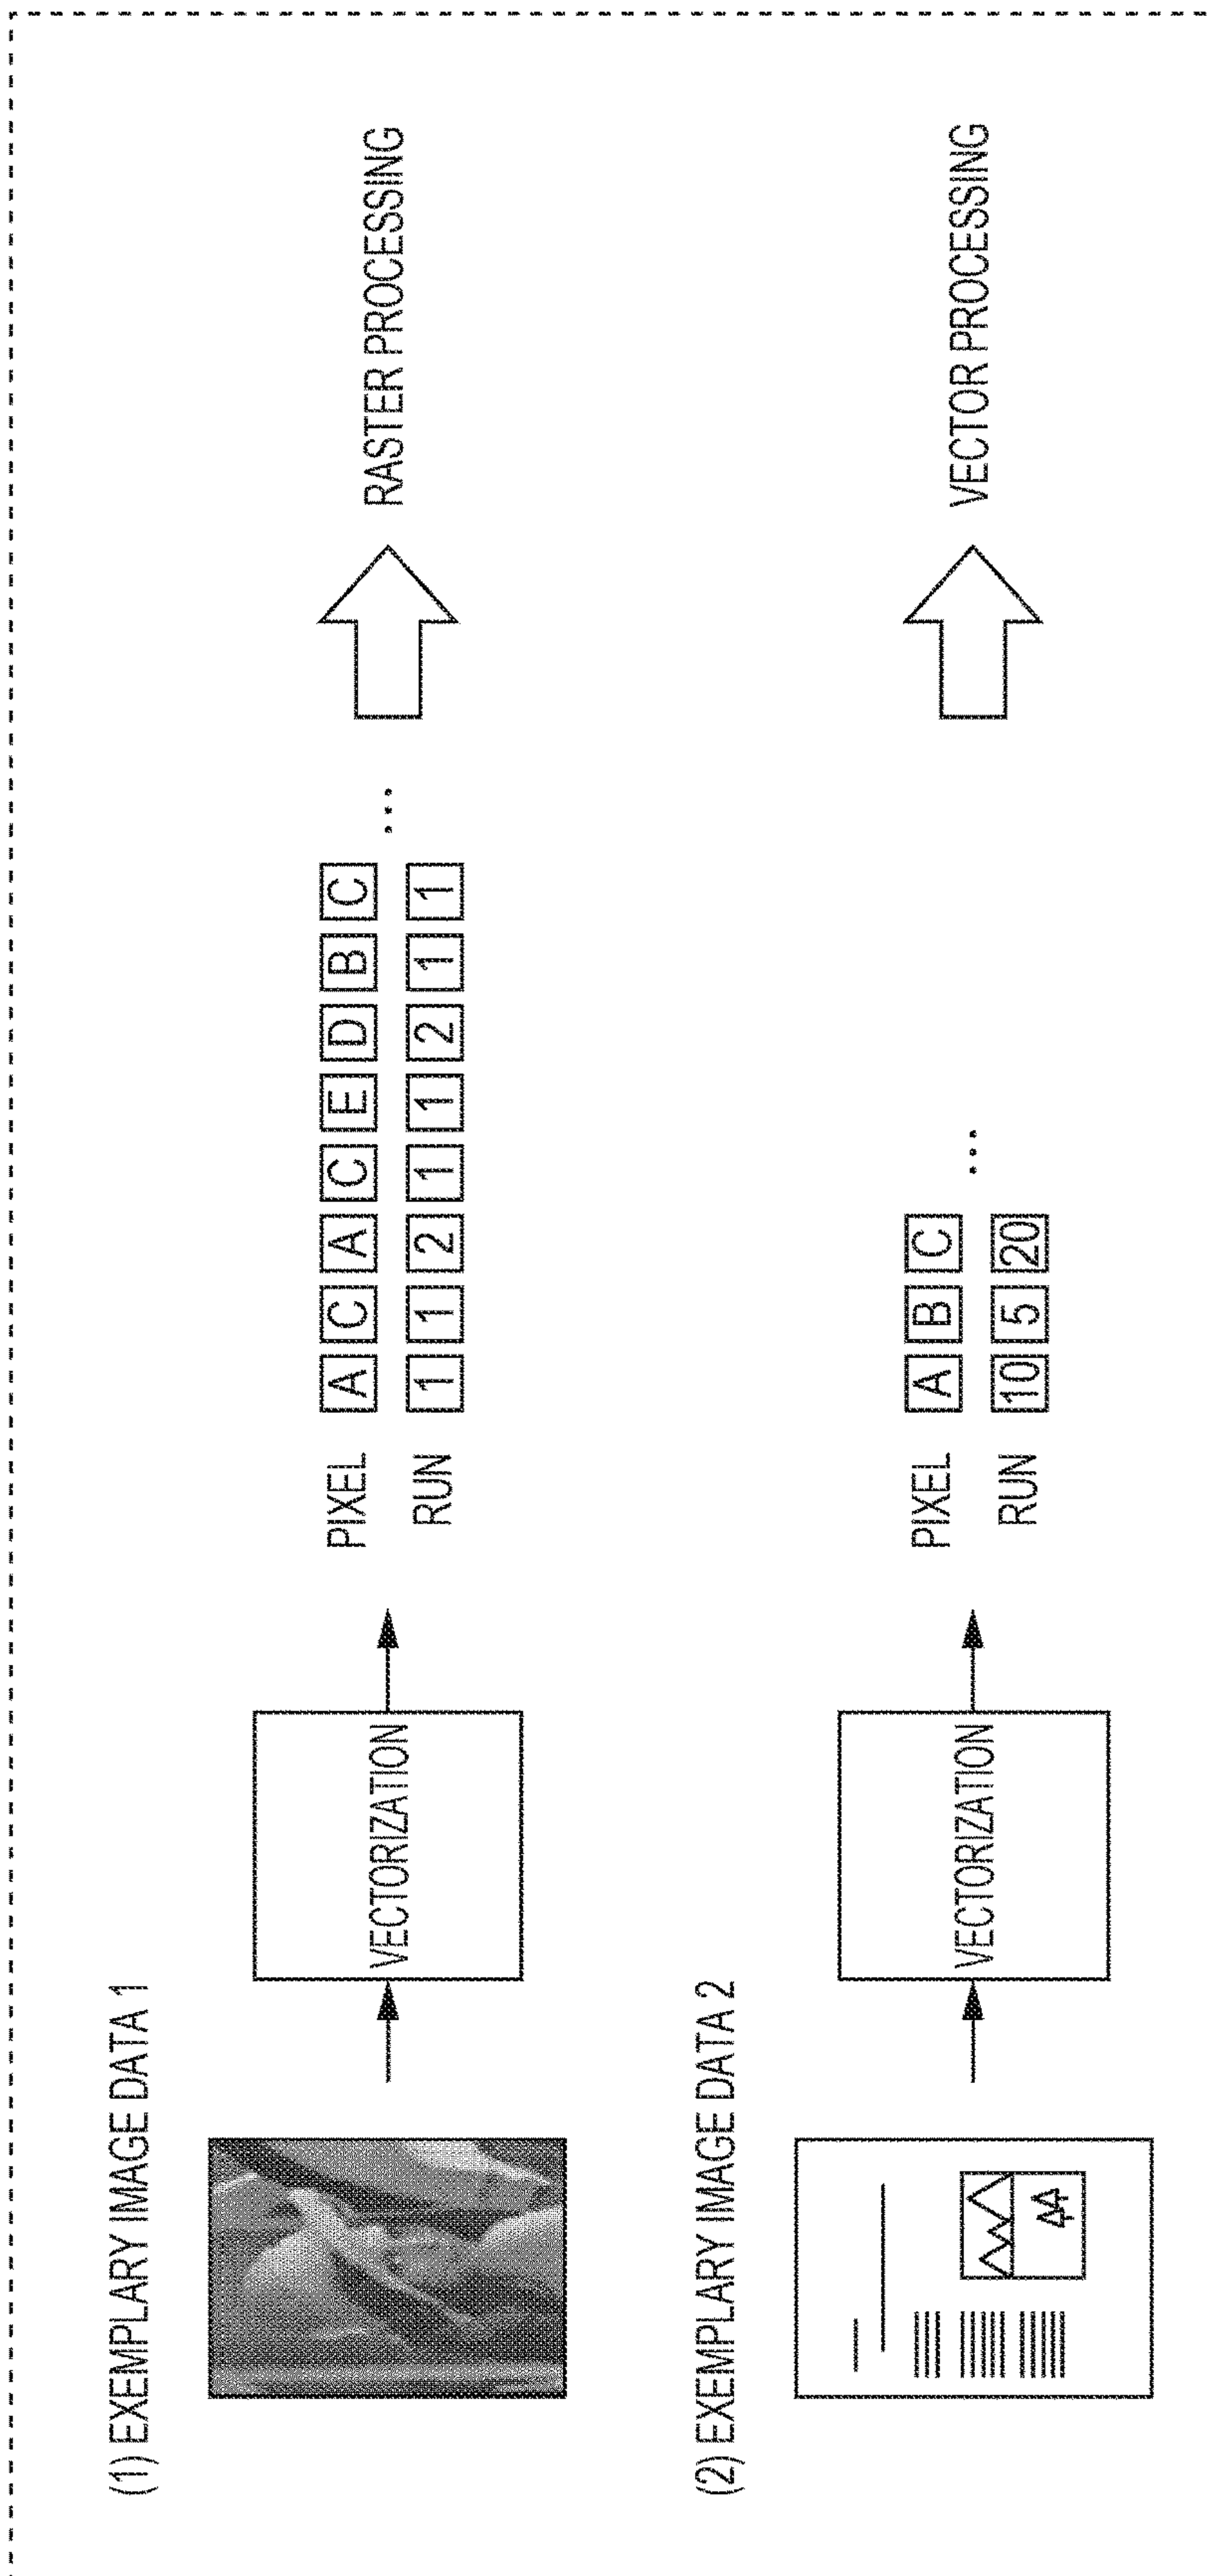 (1) EXEMPLARY IMAGE DATA 1
VECTORIZATION
PIXEL A C A C E D B C
RUN 1 1 2 1 1 2 1 1
...
RASTER PROCESSING
(2) EXEMPLARY IMAGE DATA 2
VECTORIZATION
PIXEL A B C
RUN 10 5 20
...
VECTOR PROCESSING